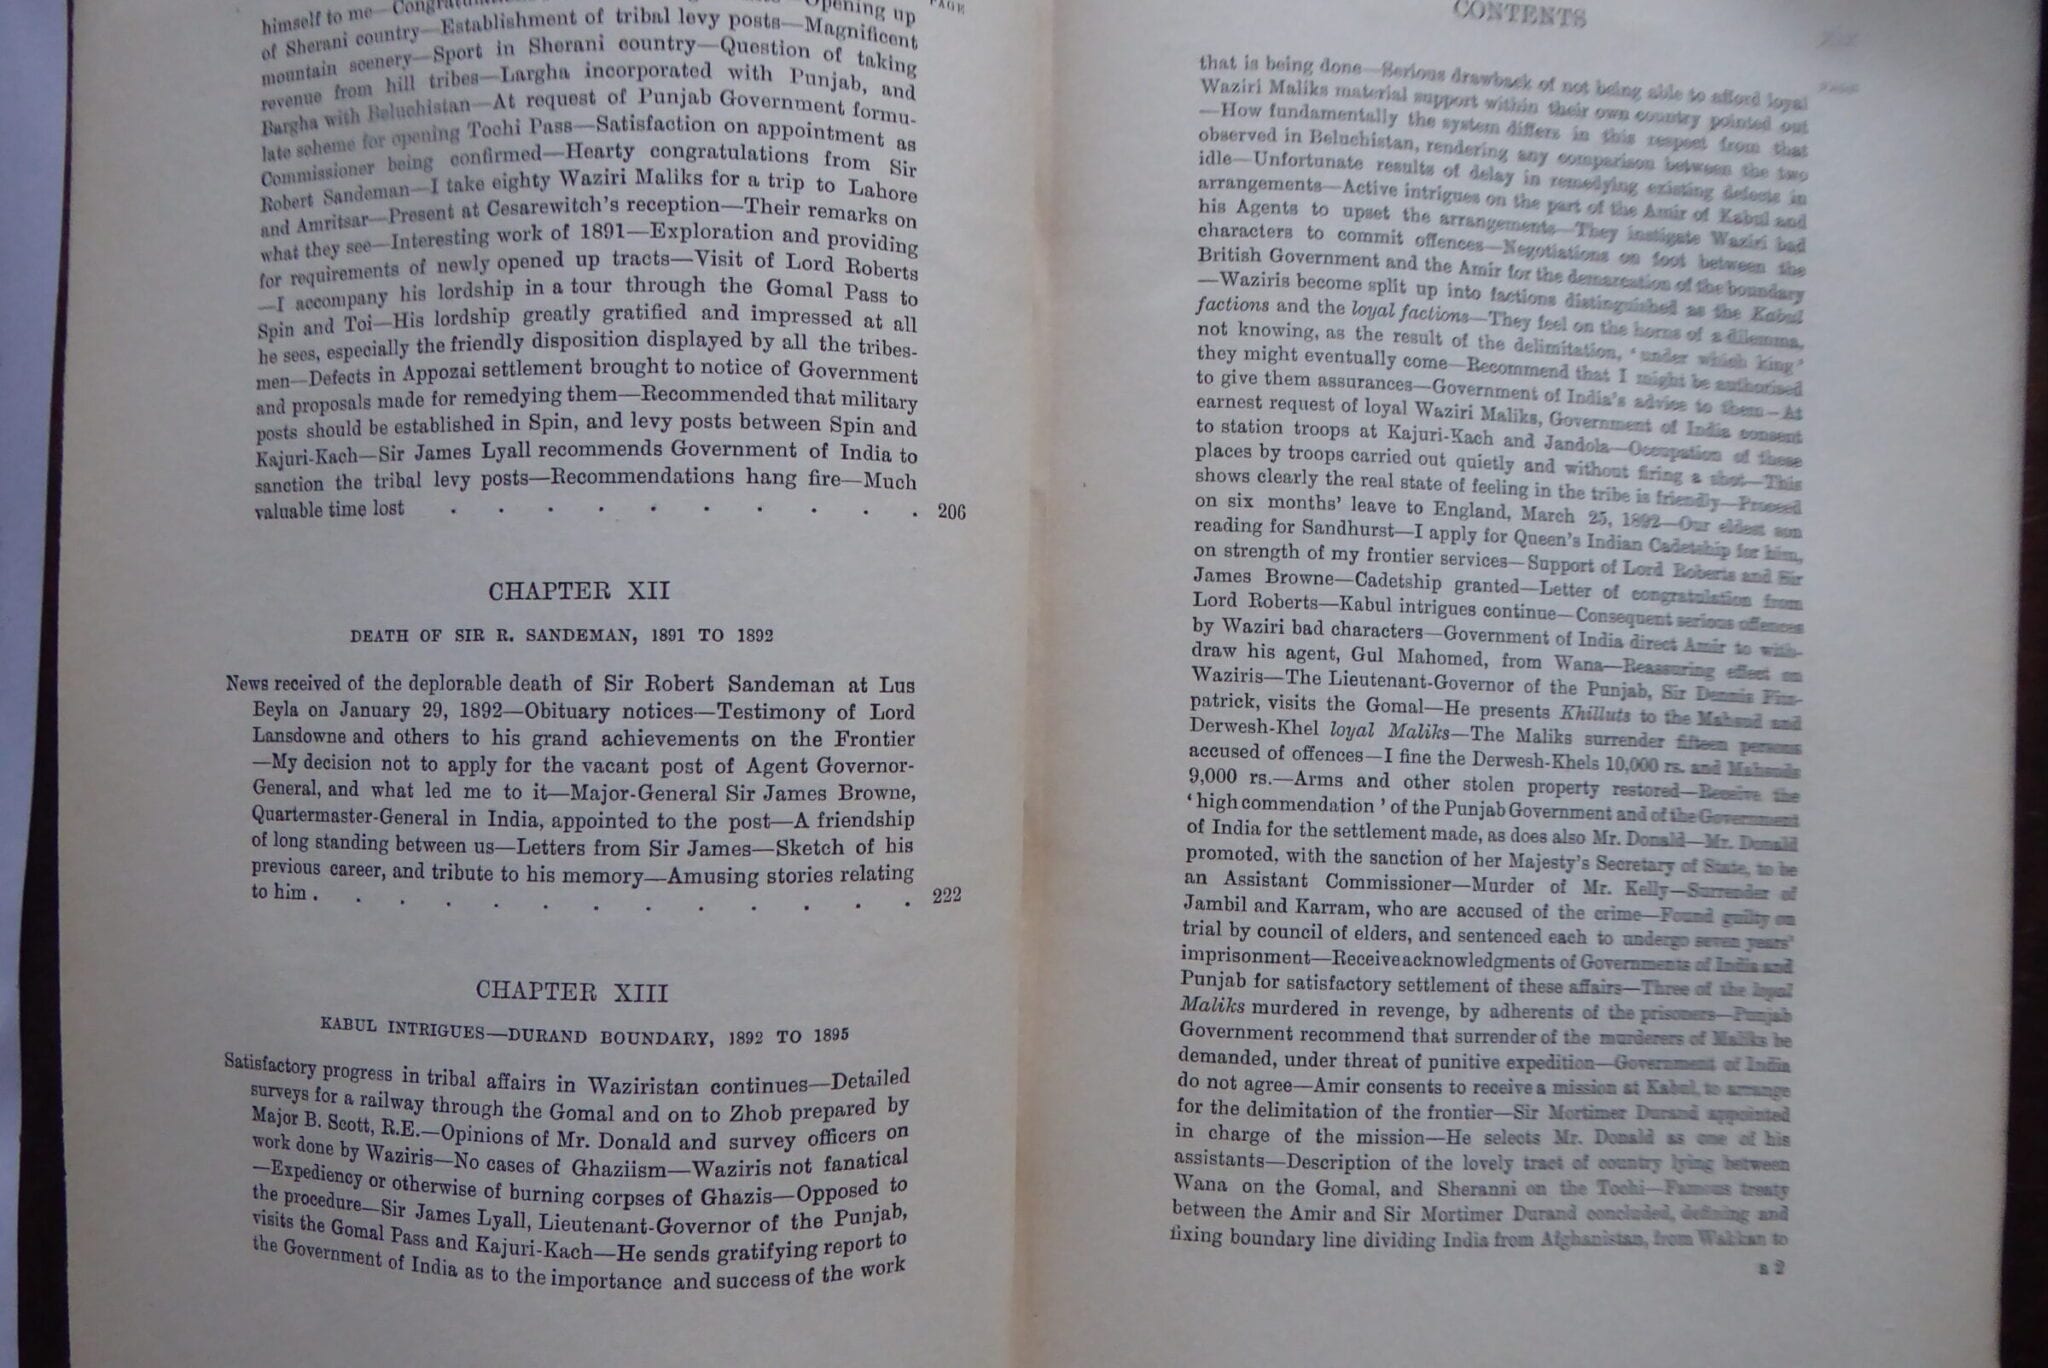 himself to me—Opening up
PAGE
of Sherani country—Establishment of tribal levy posts—Magnificent
mountain scenery—Sport in Sherani country—Question of taking
revenue from hill tribes—Largha incorporated with Punjab, and
Bargha with Beluchistan—At request of Punjab Government formu-
late scheme for opening Tochi Pass—Satisfaction on appointment as
Commissioner being confirmed—Hearty congratulations from Sir
Robert Sandeman—I take eighty Waziri Maliks for a trip to Lahore
and Amritsar—Present at Cesarewitch's reception—Their remarks on
what they see—Interesting work of 1891—Exploration and providing
for requirements of newly opened up tracts—Visit of Lord Roberts
—I accompany his lordship in a tour through the Gomal Pass to
Spin and Toi—His lordship greatly gratified and impressed at all
he sees, especially the friendly disposition displayed by all the tribes-
men—Defects in Appozai settlement brought to notice of Government
and proposals made for remedying them—Recommended that military
posts should be established in Spin, and levy posts between Spin and
Kajuri-Kach—Sir James Lyall recommends Government of India to
sanction the tribal levy posts—Recommendations hang fire—Much
valuable time lost . . . . . . . . . . 206
CHAPTER XII
DEATH OF SIR R. SANDEMAN, 1891 TO 1892
News received of the deplorable death of Sir Robert Sandeman at Lus
Beyla on January 29, 1892—Obituary notices—Testimony of Lord
Lansdowne and others to his grand achievements on the Frontier
—My decision not to apply for the vacant post of Agent Governor-
General, and what led me to it—Major-General Sir James Browne,
Quartermaster-General in India, appointed to the post—A friendship
of long standing between us—Letters from Sir James—Sketch of his
previous career, and tribute to his memory—Amusing stories relating
to him . . . . . . . . . . . . . 222
CHAPTER XIII
KABUL INTRIGUES—DURAND BOUNDARY, 1892 TO 1895
Satisfactory progress in tribal affairs in Waziristan continues—Detailed
surveys for a railway through the Gomal and on to Zhob prepared by
Major B. Scott, R.E.—Opinions of Mr. Donald and survey officers on
work done by Waziris—No cases of Ghaziism—Waziris not fanatical
—Expediency or otherwise of burning corpses of Ghazis—Opposed to
the procedure—Sir James Lyall, Lieutenant-Governor of the Punjab,
visits the Gomal Pass and Kajuri-Kach—He sends gratifying report to
the Government of India as to the importance and success of the work
CONTENTS
that is being done—Serious drawback of not being able to afford loyal
Waziri Maliks material support within their own country pointed out
—How fundamentally the system differs in this respect from that
observed in Beluchistan, rendering any comparison between the two
idle—Unfortunate results of delay in remedying existing defects in
arrangements—Active intrigues on the part of the Amir of Kabul and
his Agents to upset the arrangements—They instigate Waziri bad
characters to commit offences—Negotiations on foot between the
British Government and the Amir for the demarcation of the boundary
—Waziris become split up into factions distinguished as the Kabul
factions and the loyal factions—They feel on the horns of a dilemma,
not knowing, as the result of the delimitation, 'under which king'
they might eventually come—Recommend that I might be authorised
to give them assurances—Government of India's advice to them—At
earnest request of loyal Waziri Maliks, Government of India consent
to station troops at Kajuri-Kach and Jandola—Occupation of these
places by troops carried out quietly and without firing a shot—This
shows clearly the real state of feeling in the tribe is friendly—Proceed
on six months' leave to England, March 25, 1892—Our eldest son
reading for Sandhurst—I apply for Queen's Indian Cadetship for him,
on strength of my frontier services—Support of Lord Roberts and Sir
James Browne—Cadetship granted—Letter of congratulation from
Lord Roberts—Kabul intrigues continue—Consequent serious offences
by Waziri bad characters—Government of India direct Amir to with-
draw his agent, Gul Mahomed, from Wana—Reassuring effect on
Waziris—The Lieutenant-Governor of the Punjab, Sir Dennis Fitz-
patrick, visits the Gomal—He presents Khilluts to the Mahsud and
Derwesh-Khel loyal Maliks—The Maliks surrender fifteen persons
accused of offences—I fine the Derwesh-Khels 10,000 rs. and Mahsuds
9,000 rs.—Arms and other stolen property restored—Receive the
'high commendation' of the Punjab Government and of the Government
of India for the settlement made, as does also Mr. Donald—Mr. Donald
promoted, with the sanction of her Majesty's Secretary of State, to be
an Assistant Commissioner—Murder of Mr. Kelly—Surrender of
Jambil and Karram, who are accused of the crime—Found guilty on
trial by council of elders, and sentenced each to undergo seven years'
imprisonment—Receive acknowledgments of Governments of India and
Punjab for satisfactory settlement of these affairs—Three of the loyal
Maliks murdered in revenge, by adherents of the prisoners—Punjab
Government recommend that surrender of the murderers of Maliks be
demanded, under threat of punitive expedition—Government of India
do not agree—Amir consents to receive a mission at Kabul, to arrange
for the delimitation of the frontier—Sir Mortimer Durand appointed
in charge of the mission—He selects Mr. Donald as one of his
assistants—Description of the lovely tract of country lying between
Wana on the Gomal, and Sheranni on the Tochi—Famous treaty
between the Amir and Sir Mortimer Durand concluded, defining and
fixing boundary line dividing India from Afghanistan, from Wakkan to
a 2